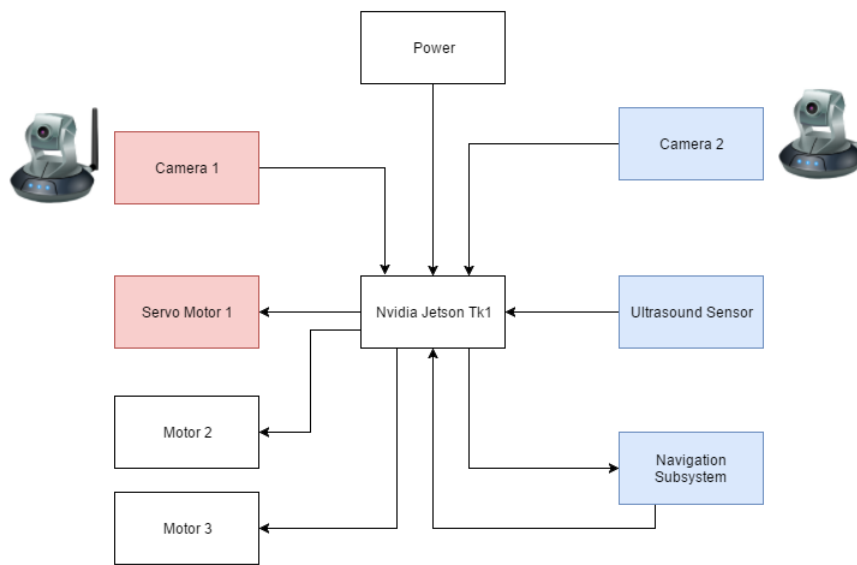 Power
Camera 1
Camera 2
Servo Motor 1
Nvidia Jetson Tk1
Ultrasound Sensor
Motor 2
Navigation
Subsystem
Motor 3